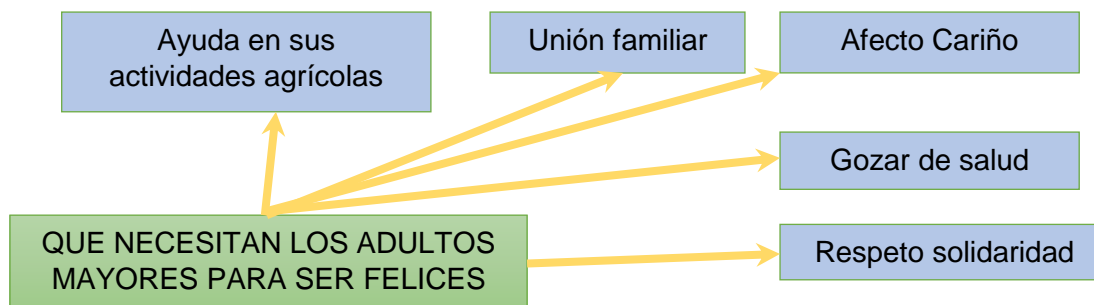 Ayuda en sus
actividades agrícolas
Unión familiar
Afecto Cariño
Gozar de salud
QUE NECESITAN LOS ADULTOS
MAYORES PARA SER FELICES
Respeto solidaridad